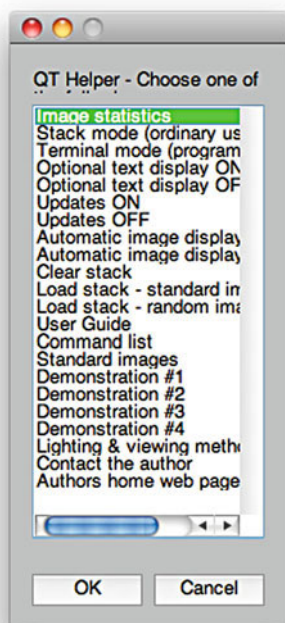 QT Helper - Choose one of
Image statistics
Stack mode (ordinary us
Terminal mode (program
Optional text display ON
Optional text display OF
Updates ON
Updates OFF
Automatic image display
Automatic image display
Clear stack
Load stack - standard im
Load stack - random ima
User Guide
Command list
Standard images
Demonstration #1
Demonstration #2
Demonstration #3
Demonstration #4
Lighting & viewing metho
Contact the author
Authors home web page
OK Cancel